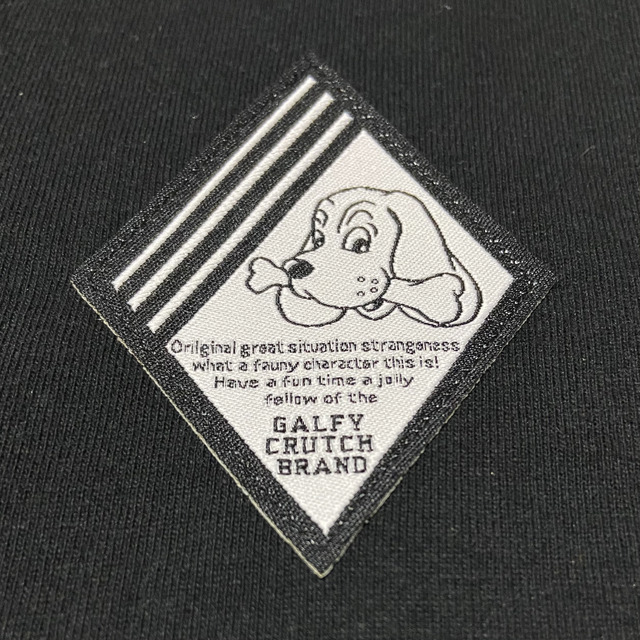 Original great situation strangeness
what a fauny character this is!
Have a fun time a jolly
fellow of the
GALFY
CRUTCH
BRAND